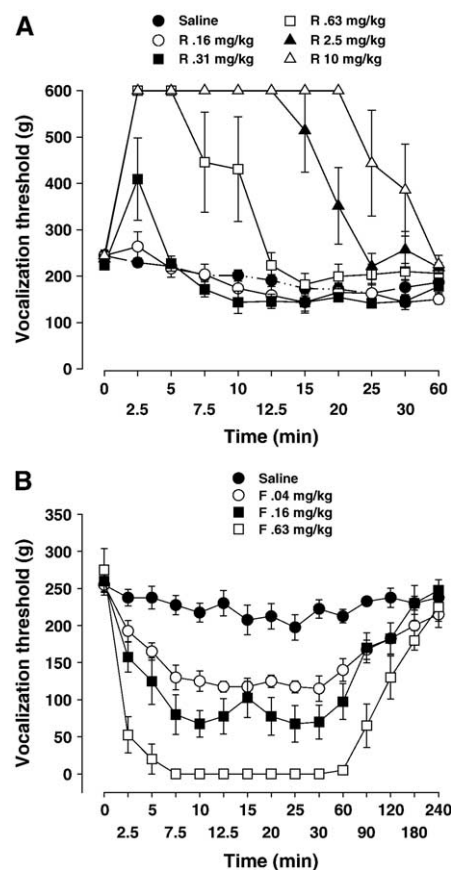 A
Saline
R .16 mg/kg
R .31 mg/kg
R .63 mg/kg
R 2.5 mg/kg
R 10 mg/kg
Vocalization threshold (g)
600
500
400
300
200
100
0
0 5 10 15 25 60
2.5 7.5 12.5 20 30
Time (min)
B
Saline
F .04 mg/kg
F .16 mg/kg
F .63 mg/kg
Vocalization threshold (g)
350
300
250
200
150
100
50
0
0 5 10 15 25 60 120 240
2.5 7.5 12.5 20 30 90 180
Time (min)